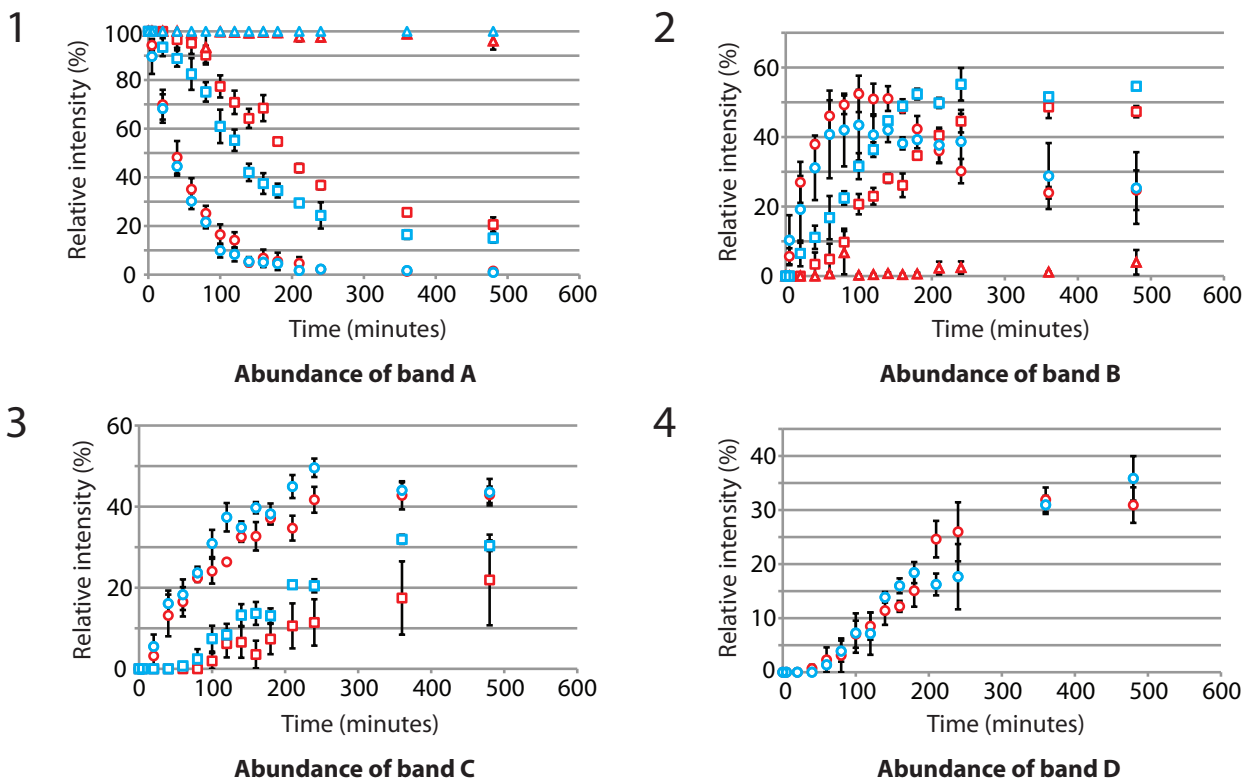 1
Relative intensity (%)
100
80
60
40
20
0
0 100 200 300 400 500 600
Time (minutes)
Abundance of band A
2
Relative intensity (%)
60
40
20
0
0 100 200 300 400 500 600
Time (minutes)
Abundance of band B
3
Relative intensity (%)
60
40
20
0
0 100 200 300 400 500 600
Time (minutes)
Abundance of band C
4
Relative intensity (%)
40
30
20
10
0
0 100 200 300 400 500 600
Time (minutes)
Abundance of band D